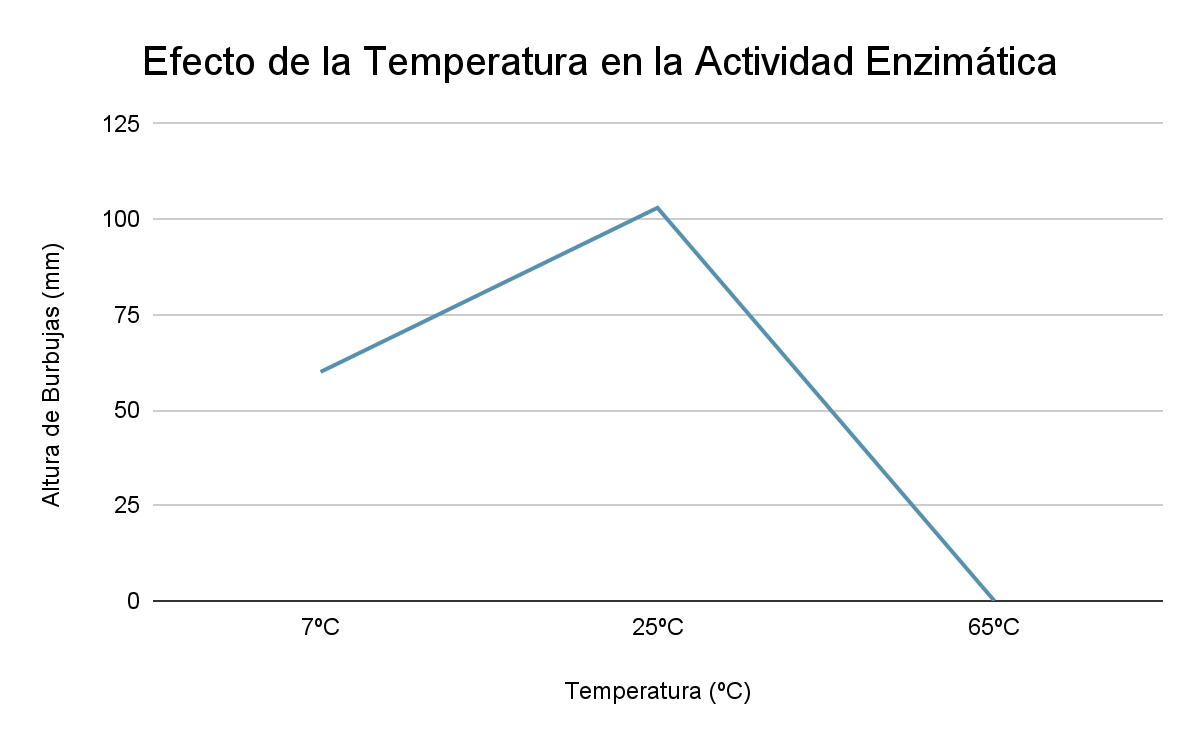 Efecto de la Temperatura en la Actividad Enzimática
125
100
75
50
25
0
Altura de Burbujas (mm)
7ºC 25ºC 65ºC
Temperatura (ºC)